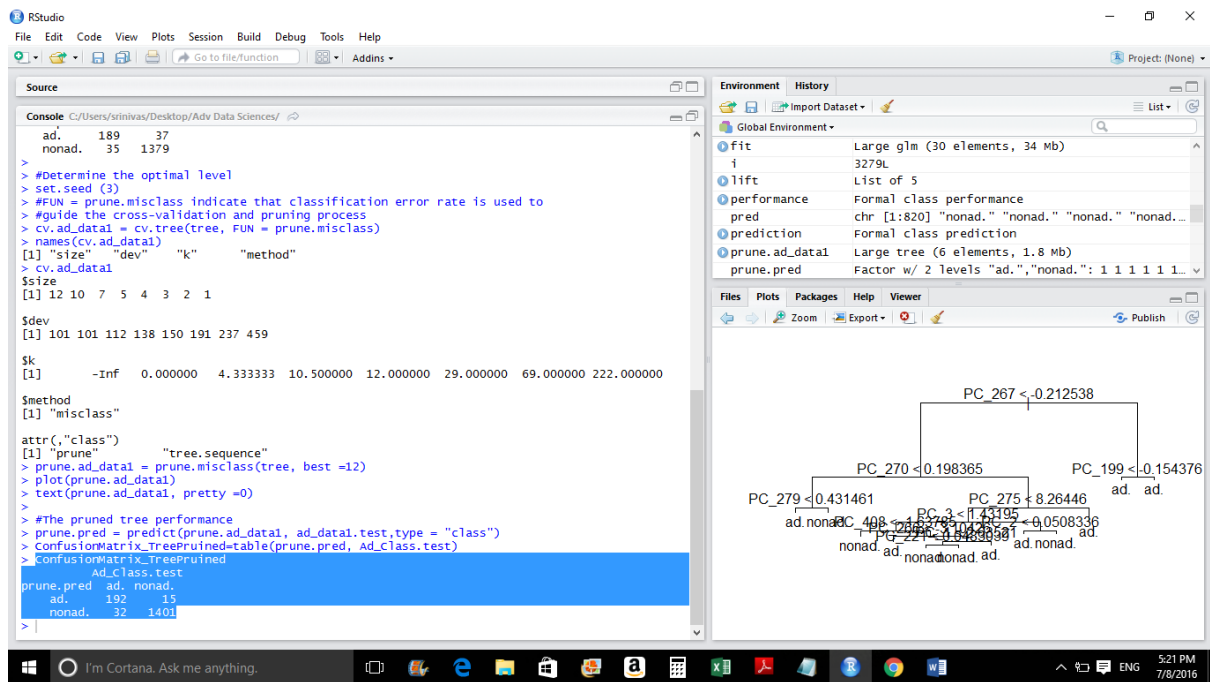 RStudio
File Edit Code View Plots Session Build Debug Tools Help
Go to file/function Addins Project: (None)
Source
Console C:/Users/srinivas/Desktop/Adv Data Sciences/
ad. 189 37
nonad. 35 1379
>
> #Determine the optimal level
> set.seed (3)
> #FUN = prune.misclass indicate that classification error rate is used to
> #guide the cross-validation and pruning process
> cv.ad_data1 = cv.tree(tree, FUN = prune.misclass)
> names(cv.ad_data1)
[1] "size" "dev" "k" "method"
> cv.ad_data1
$size
[1] 12 10 7 5 4 3 2 1
$dev
[1] 101 101 112 138 150 191 237 459
$k
[1] -Inf 0.000000 4.333333 10.500000 12.000000 29.000000 69.000000 222.000000
$method
[1] "misclass"
attr(,"class")
[1] "prune" "tree.sequence"
> prune.ad_data1 = prune.misclass(tree, best =12)
> plot(prune.ad_data1)
> text(prune.ad_data1, pretty =0)
>
> #The pruned tree performance
> prune.pred = predict(prune.ad_data1, ad_data1.test,type = "class")
> ConfusionMatrix_TreePruined=table(prune.pred, Ad_Class.test)
> ConfusionMatrix_TreePruined
Ad_Class.test
prune.pred ad. nonad.
ad. 192 15
nonad. 32 1401
>
Environment History
Import Dataset List
Global Environment
fit Large glm (30 elements, 34 Mb)
i 3279L
lift List of 5
performance Formal class performance
pred chr [1:820] "nonad." "nonad." "nonad." "nonad.…
prediction Formal class prediction
prune.ad_data1 Large tree (6 elements, 1.8 Mb)
prune.pred Factor w/ 2 levels "ad.","nonad.": 1 1 1 1 1 1…
Files Plots Packages Help Viewer
Zoom Export Publish
PC_267 < -0.212538
PC_270 < 0.198365 PC_199 < -0.154376
ad. ad.
PC_279 < 0.431461 PC_275 < 8.26446
PC_3 < 1.43195
ad. nonad.
nonad. ad. nonad. nonad. ad. ad. nonad.
I'm Cortana. Ask me anything.
ENG 5:21 PM
7/8/2016